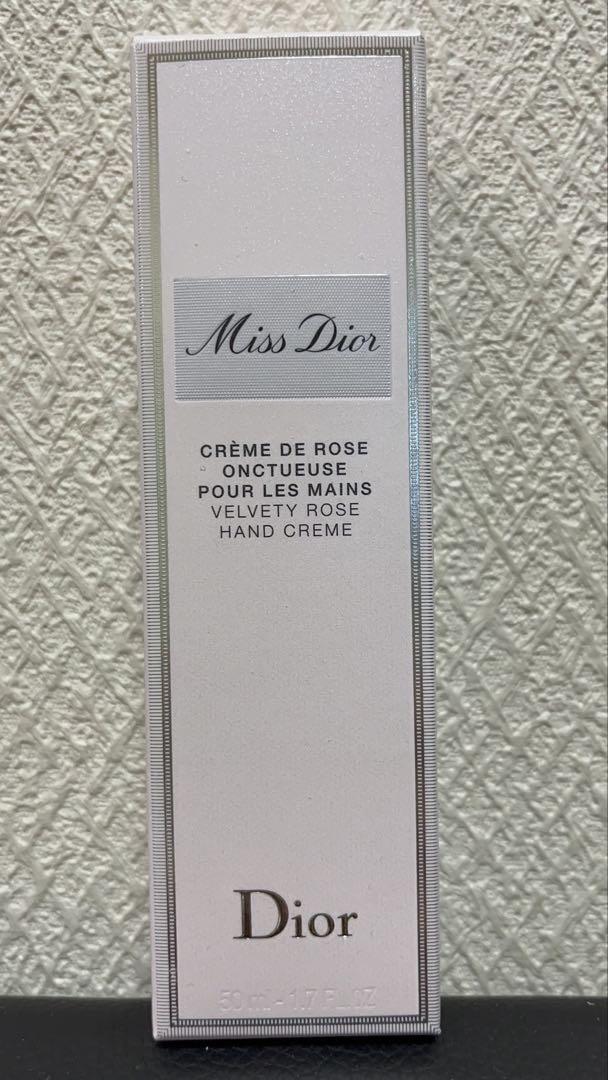 Miss Dior
CRÈME DE ROSE
ONCTUEUSE
POUR LES MAINS
VELVETY ROSE
HAND CREME
Dior
50 ml - 1.7 FL.OZ